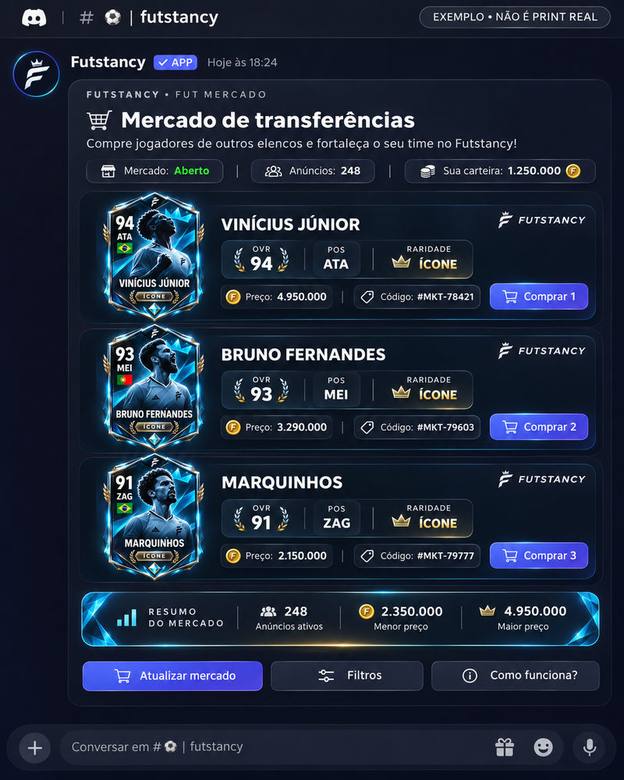 # ⚽ | futstancy
EXEMPLO • NÃO É PRINT REAL
Futstancy ✓ APP Hoje às 18:24
FUTSTANCY • FUT MERCADO
Mercado de transferências
Compre jogadores de outros elencos e fortaleça o seu time no Futstancy!
Mercado: Aberto | Anúncios: 248 | Sua carteira: 1.250.000 F
94
ATA
VINÍCIUS JÚNIOR
ÍCONE
VINÍCIUS JÚNIOR
FUTSTANCY
OVR
94
POS
ATA
RARIDADE
ÍCONE
F Preço: 4.950.000 | Código: #MKT-78421
Comprar 1
93
MEI
BRUNO FERNANDES
ÍCONE
BRUNO FERNANDES
FUTSTANCY
OVR
93
POS
MEI
RARIDADE
ÍCONE
F Preço: 3.290.000 | Código: #MKT-79603
Comprar 2
91
ZAG
MARQUINHOS
ÍCONE
MARQUINHOS
FUTSTANCY
OVR
91
POS
ZAG
RARIDADE
ÍCONE
F Preço: 2.150.000 | Código: #MKT-79777
Comprar 3
RESUMO
DO MERCADO
248
Anúncios ativos
F 2.350.000
Menor preço
4.950.000
Maior preço
Atualizar mercado
Filtros
Como funciona?
Conversar em # ⚽ | futstancy